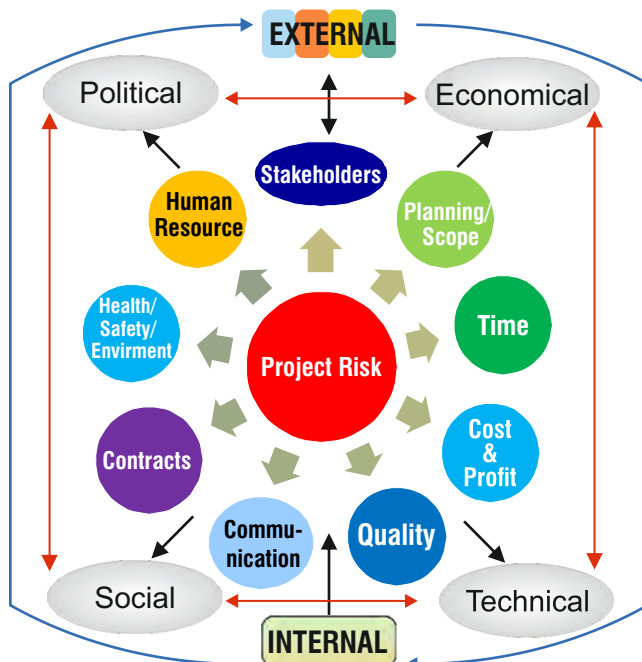 EXTERNAL
Political
Economical
Stakeholders
Human
Resource
Planning/
Scope
Health/
Safety/
Envirment
Time
Project Risk
Contracts
Cost
&
Profit
Commu-
nication
Quality
Social
Technical
INTERNAL